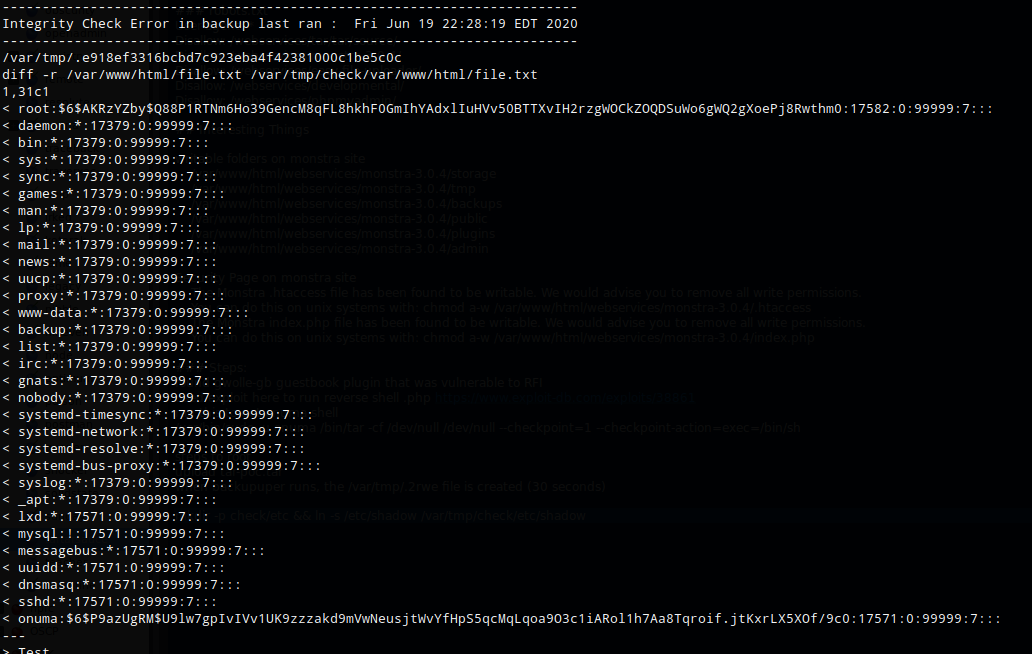 ----------------------------------------------------------------------
Integrity Check Error in backup last ran :  Fri Jun 19 22:28:19 EDT 2020
----------------------------------------------------------------------
/var/tmp/.e918ef3316bcbd7c923eba4f42381000c1be5c0c
diff -r /var/www/html/file.txt /var/tmp/check/var/www/html/file.txt
1,31c1
< root:$6$AKRzYZby$Q88P1RTNm6Ho39GencM8qFL8hkhF0GmIhYAdxlIuHVv50BTTXvIH2rzgWOCkZOQDSuWo6gWQ2gXoePj8Rwthm0:17582:0:99999:7:::
< daemon:*:17379:0:99999:7:::
< bin:*:17379:0:99999:7:::
< sys:*:17379:0:99999:7:::
< sync:*:17379:0:99999:7:::
< games:*:17379:0:99999:7:::
< man:*:17379:0:99999:7:::
< lp:*:17379:0:99999:7:::
< mail:*:17379:0:99999:7:::
< news:*:17379:0:99999:7:::
< uucp:*:17379:0:99999:7:::
< proxy:*:17379:0:99999:7:::
< www-data:*:17379:0:99999:7:::
< backup:*:17379:0:99999:7:::
< list:*:17379:0:99999:7:::
< irc:*:17379:0:99999:7:::
< gnats:*:17379:0:99999:7:::
< nobody:*:17379:0:99999:7:::
< systemd-timesync:*:17379:0:99999:7:::
< systemd-network:*:17379:0:99999:7:::
< systemd-resolve:*:17379:0:99999:7:::
< systemd-bus-proxy:*:17379:0:99999:7:::
< syslog:*:17379:0:99999:7:::
< _apt:*:17379:0:99999:7:::
< lxd:*:17571:0:99999:7:::
< mysql:!:17571:0:99999:7:::
< messagebus:*:17571:0:99999:7:::
< uuidd:*:17571:0:99999:7:::
< dnsmasq:*:17571:0:99999:7:::
< sshd:*:17571:0:99999:7:::
< onuma:$6$P9azUgRM$U9lw7gpIvIVv1UK9zzzakd9mVwNeusjtWvYfHpS5qcMqLqoa9O3c1iARol1h7Aa8Tqroif.jtKxrLX5XOf/9c0:17571:0:99999:7:::
---
> Test